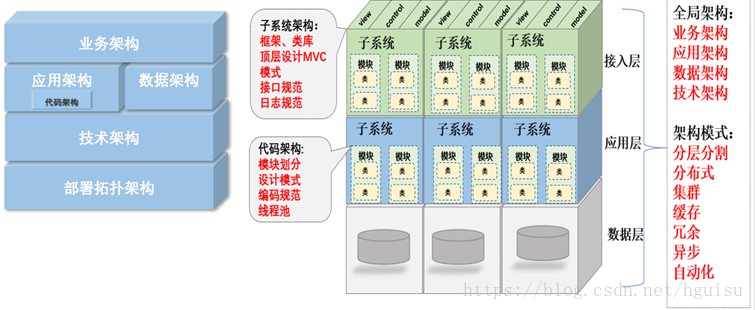 业务架构
应用架构
数据架构
代码架构
技术架构
部署拓扑架构
子系统架构:
框架、类库
顶层设计MVC
模式
接口规范
日志规范
代码架构:
模块划分
设计模式
编码规范
线程池
view
control
model
view
control
model
view
control
model
子系统
子系统
子系统
模块
模块
模块
模块
模块
模块
类
类
类
类
类
类
类
类
类
类
类
类
子系统
子系统
子系统
模块
模块
模块
模块
模块
模块
类
类
类
类
类
类
类
类
类
类
类
类
接入层
应用层
数据层
全局架构:
业务架构
应用架构
数据架构
技术架构
架构模式:
分层分割
分布式
集群
缓存
冗余
异步
自动化
https://blog.csdn.net/hguisu